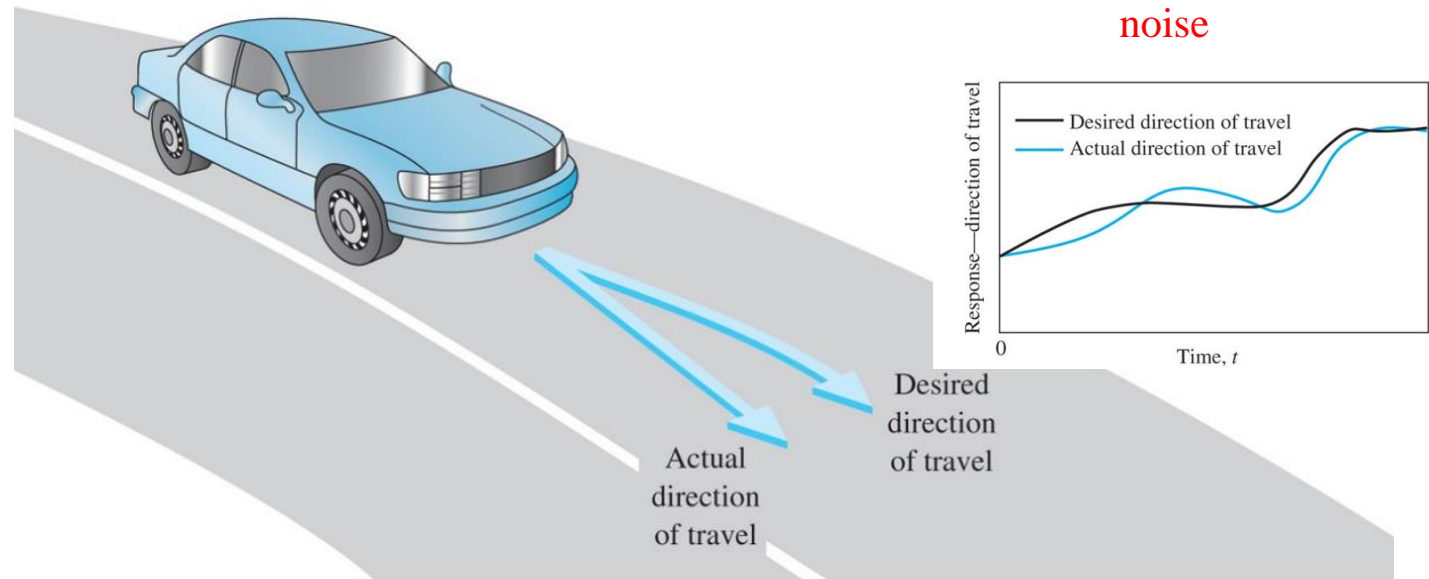 noise
Response—direction of travel
Desired direction of travel
Actual direction of travel
0
Time, t
Desired
direction
of travel
Actual
direction
of travel